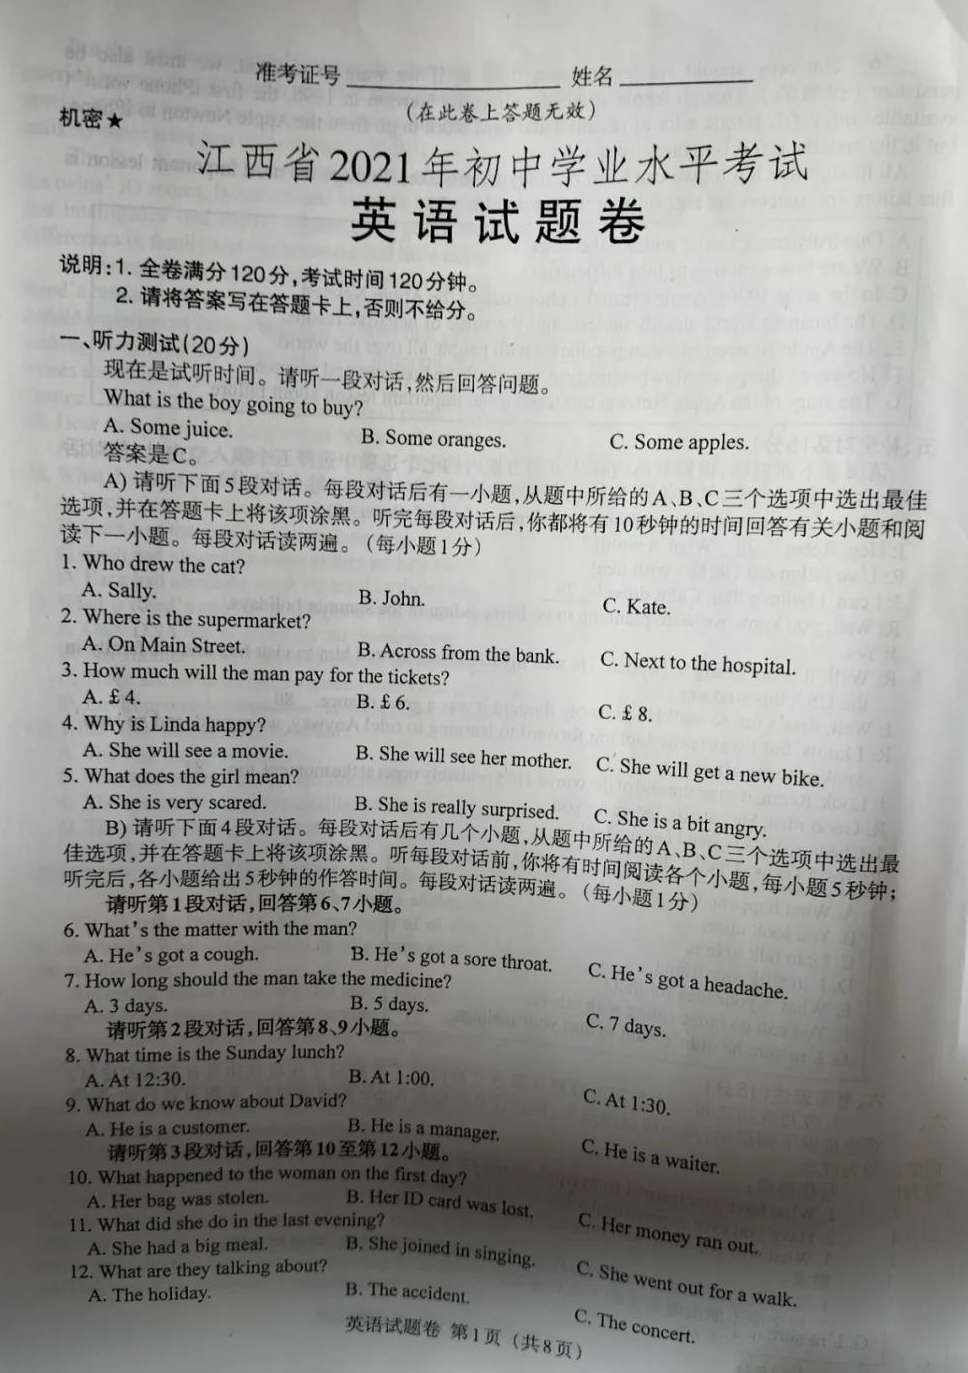 准考证号 姓名
(在此卷上答题无效)
机密★
江西省2021年初中学业水平考试
英语试题卷
说明:1. 全卷满分120分,考试时间120分钟。
2. 请将答案写在答题卡上,否则不给分。
一、听力测试(20分)
现在是试听时间。请听一段对话,然后回答问题。
What is the boy going to buy?
A. Some juice. B. Some oranges. C. Some apples.
答案是C。
A) 请听下面5段对话。每段对话后有一小题,从题中所给的A、B、C三个选项中选出最佳
选项,并在答题卡上将该项涂黑。听完每段对话后,你都将有10秒钟的时间回答有关小题和阅
读下一小题。每段对话读两遍。(每小题1分)
1. Who drew the cat?
A. Sally. B. John. C. Kate.
2. Where is the supermarket?
A. On Main Street. B. Across from the bank. C. Next to the hospital.
3. How much will the man pay for the tickets?
A. £4. B. £6. C. £8.
4. Why is Linda happy?
A. She will see a movie. B. She will see her mother. C. She will get a new bike.
5. What does the girl mean?
A. She is very scared. B. She is really surprised. C. She is a bit angry.
B) 请听下面4段对话。每段对话后有几个小题,从题中所给的A、B、C三个选项中选出最
佳选项,并在答题卡上将该项涂黑。听每段对话前,你将有时间阅读各个小题,每小题5秒钟;
听完后,各小题给出5秒钟的作答时间。每段对话读两遍。(每小题1分)
请听第1段对话,回答第6、7小题。
6. What's the matter with the man?
A. He's got a cough. B. He's got a sore throat. C. He's got a headache.
7. How long should the man take the medicine?
A. 3 days. B. 5 days. C. 7 days.
请听第2段对话,回答第8、9小题。
8. What time is the Sunday lunch?
A. At 12:30. B. At 1:00. C. At 1:30.
9. What do we know about David?
A. He is a customer. B. He is a manager. C. He is a waiter.
请听第3段对话,回答第10至第12小题。
10. What happened to the woman on the first day?
A. Her bag was stolen. B. Her ID card was lost. C. Her money ran out.
11. What did she do in the last evening?
A. She had a big meal. B. She joined in singing. C. She went out for a walk.
12. What are they talking about?
A. The holiday. B. The accident. C. The concert.
英语试题卷 第1页(共8页)